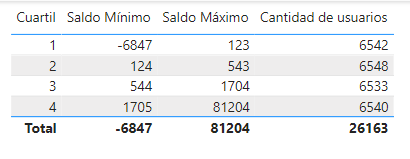 Cuartil Saldo Mínimo Saldo Máximo Cantidad de usuarios
1 -6847 123 6542
2 124 543 6548
3 544 1704 6533
4 1705 81204 6540
Total -6847 81204 26163